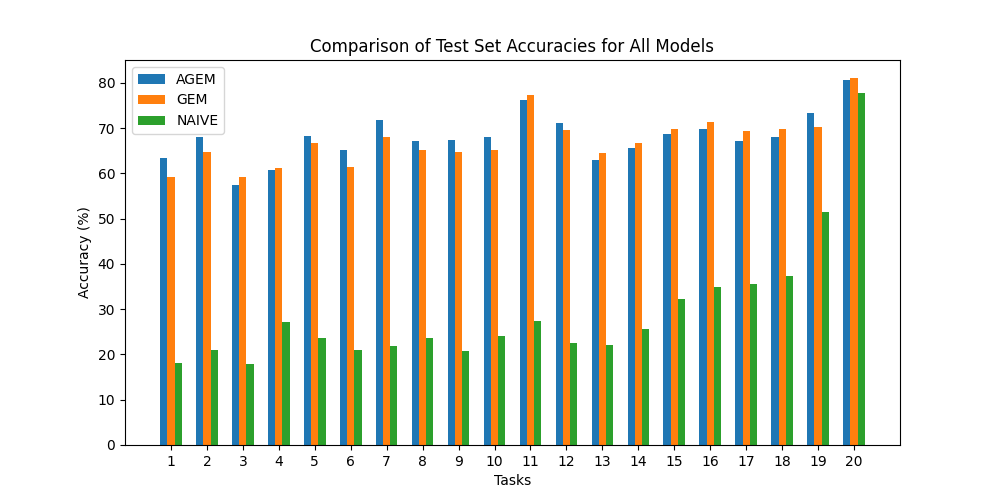 Comparison of Test Set Accuracies for All Models
AGEM
GEM
NAIVE
Accuracy (%)
80
70
60
50
40
30
20
10
0
1 2 3 4 5 6 7 8 9 10 11 12 13 14 15 16 17 18 19 20
Tasks